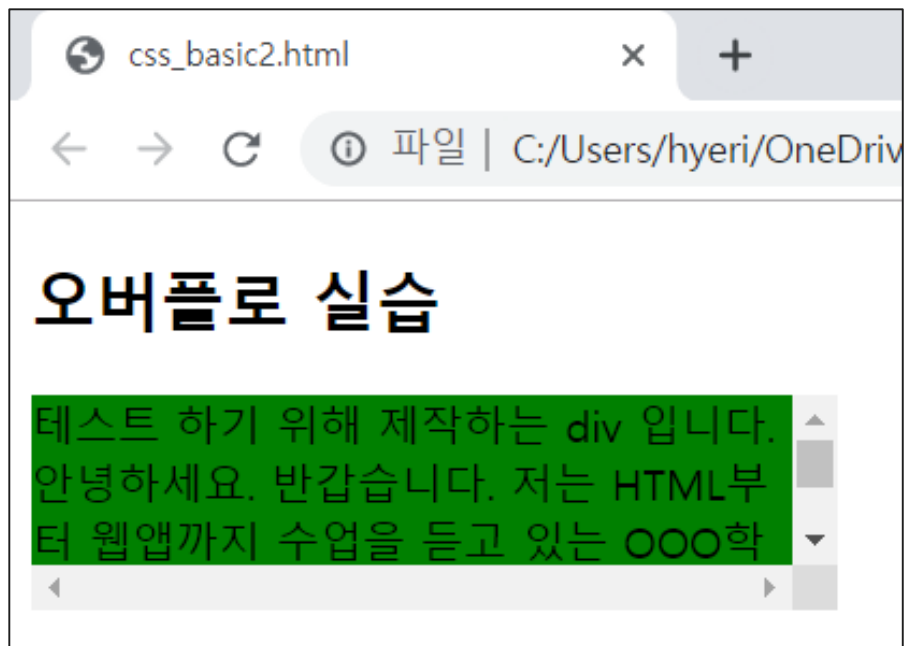 css_basic2.html
파일 | C:/Users/hyeri/OneDriv
오버플로 실습
테스트 하기 위해 제작하는 div 입니다.
안녕하세요. 반갑습니다. 저는 HTML부
터 웹앱까지 수업을 듣고 있는 OOO학